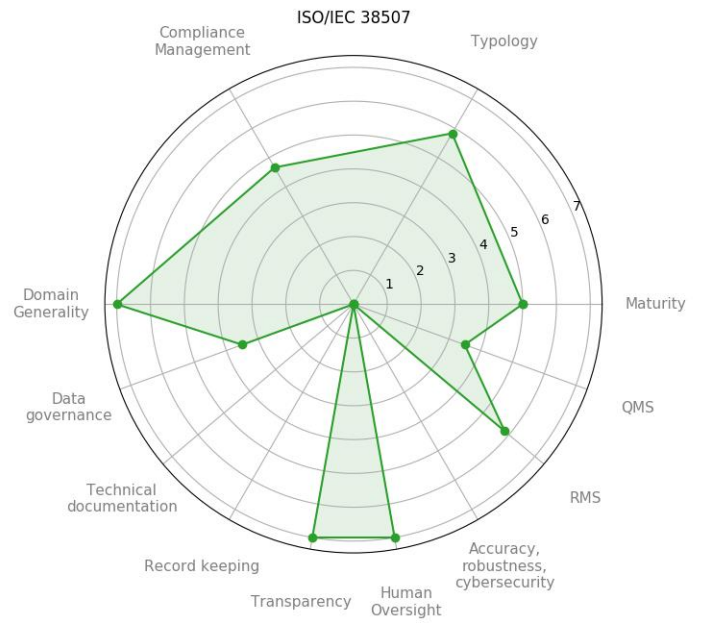 ISO/IEC 38507
Compliance
Management
Typology
7
6
5
4
3
2
1
Domain
Generality
Maturity
Data
governance
QMS
Technical
documentation
RMS
Record keeping
Accuracy,
robustness,
cybersecurity
Transparency
Human
Oversight